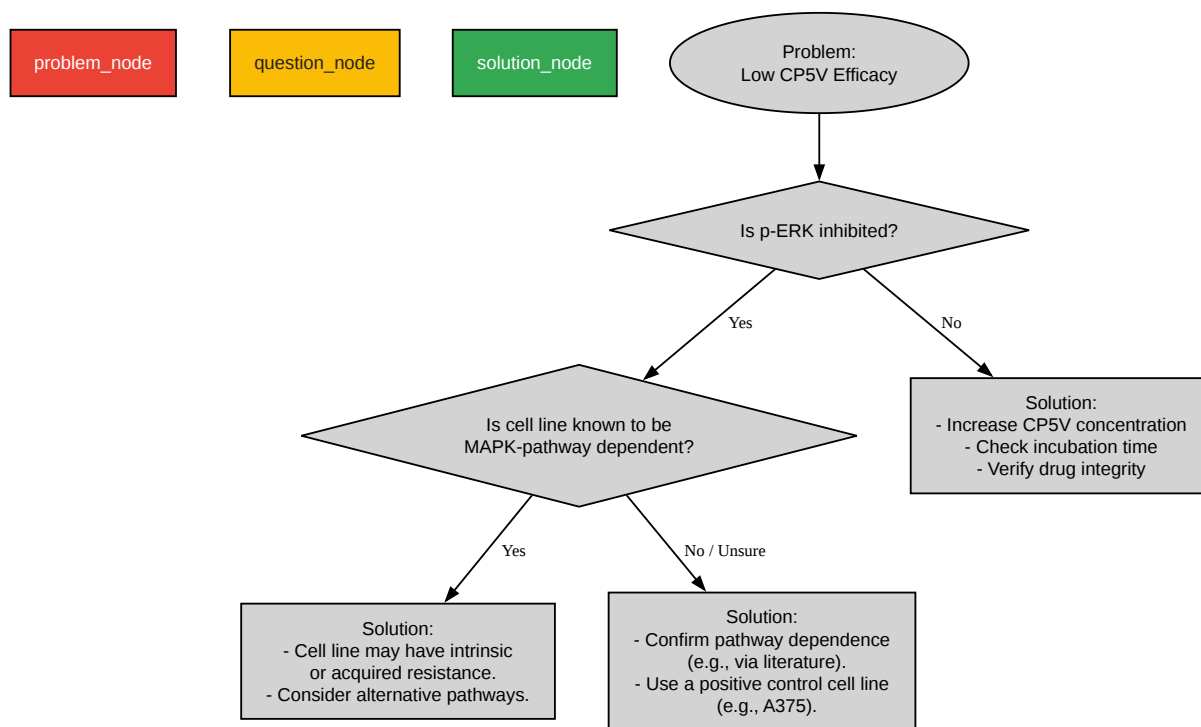 problem_node
question_node
solution_node
Problem:
Low CP5V Efficacy
Is p-ERK inhibited?
Yes
No
Is cell line known to be
MAPK-pathway dependent?
Solution:
- Increase CP5V concentration
- Check incubation time
- Verify drug integrity
Yes
No / Unsure
Solution:
- Cell line may have intrinsic
or acquired resistance.
- Consider alternative pathways.
Solution:
- Confirm pathway dependence
(e.g., via literature).
- Use a positive control cell line
(e.g., A375).